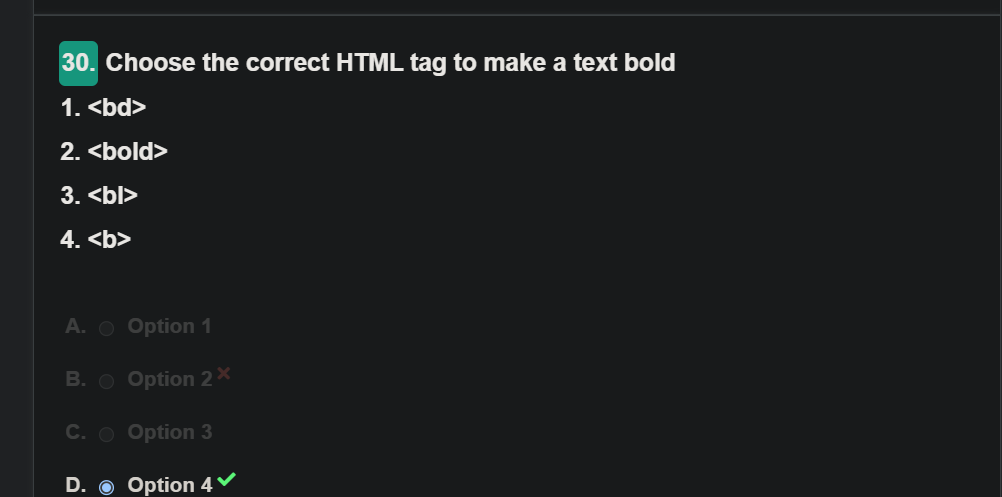 30. Choose the correct HTML tag to make a text bold
1. <bd>
2. <bold>
3. <bl>
4. <b>
A. Option 1
B. Option 2
C. Option 3
D. Option 4